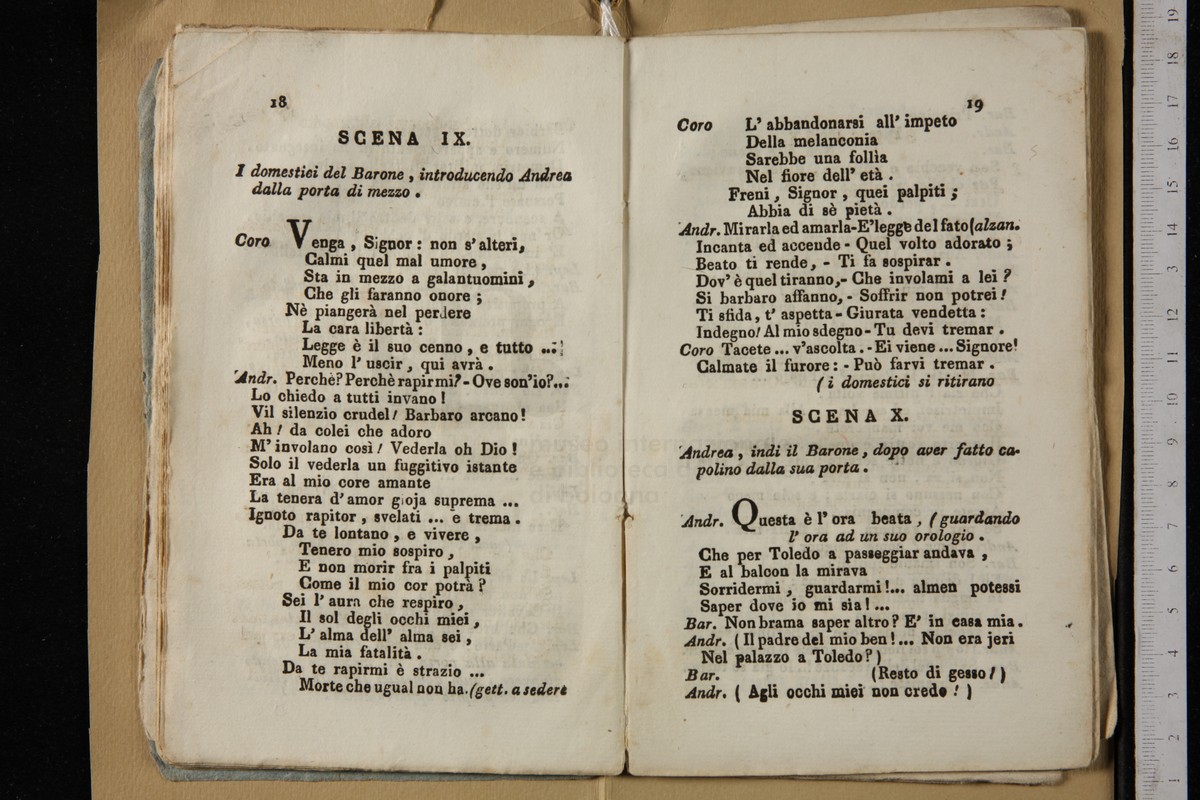 18
SCENA IX.
I domestici del Barone , introducendo Andrea
dalla porta di mezzo .
Coro Venga , Signor : non s'alteri,
Calmi quel mal umore ,
Sta in mezzo a galantuomini ,
Che gli faranno onore ;
Nè piangerà nel perdere
La cara libertà :
Legge è il suo cenno , e tutto ...
Meno l' uscir , qui avrà .
Andr. Perchè? Perchè rapirmi? - Ove son'io?...
Lo chiedo a tutti invano !
Vil silenzio crudel! Barbaro arcano!
Ah ! da colei che adoro
M' involano così ! Vederla oh Dio !
Solo il vederla un fuggitivo istante
Era al mio core amante
La tenera d' amor gioja suprema ...
Ignoto rapitor , svelati ... e trema .
Da te lontano , e vivere ,
Tenero mio sospiro ,
E non morir fra i palpiti
Come il mio cor potrà ?
Sei l' aura che respiro ,
Il sol degli occhi miei ,
L' alma dell' alma sei ,
La mia fatalità .
Da te rapirmi è strazio ...
Morte che ugual non ha. (gett. a sedere
19
Coro L' abbandonarsi all' impeto
Della melanconia
Sarebbe una follia
Nel fiore dell' età .
Freni , Signor , quei palpiti ;
Abbia di sè pietà .
Andr. Mirarla ed amarla-E' legge del fato (alzan.
Incanta ed accende - Quel volto adorato ;
Beato ti rende, - Ti fa sospirar .
Dov' è quel tiranno,- Che involami a lei ?
Si barbaro affanno, - Soffrir non potrei !
Ti sfida , t' aspetta - Giurata vendetta :
Indegno! Al mio sdegno - Tu devi tremar .
Coro Tacete ... v'ascolta . - Ei viene ... Signore!
Calmate il furore : - Può farvi tremar .
( i domestici si ritirano
SCENA X.
Andrea , indi il Barone , dopo aver fatto ca-
polino dalla sua porta .
Andr. Questa è l' ora beata , ( guardando
l' ora ad un suo orologio .
Che per Toledo a passeggiar andava ,
E al balcon la mirava
Sorridermi , guardarmi !... almen potessi
Saper dove io mi sia ! ...
Bar. Non brama saper altro ? E' in casa mia .
Andr. ( Il padre del mio ben ! ... Non era jeri
Nel palazzo a Toledo ? )
Bar. (Resto di gesso ! )
Andr. ( Agli occhi miei non credo ! )